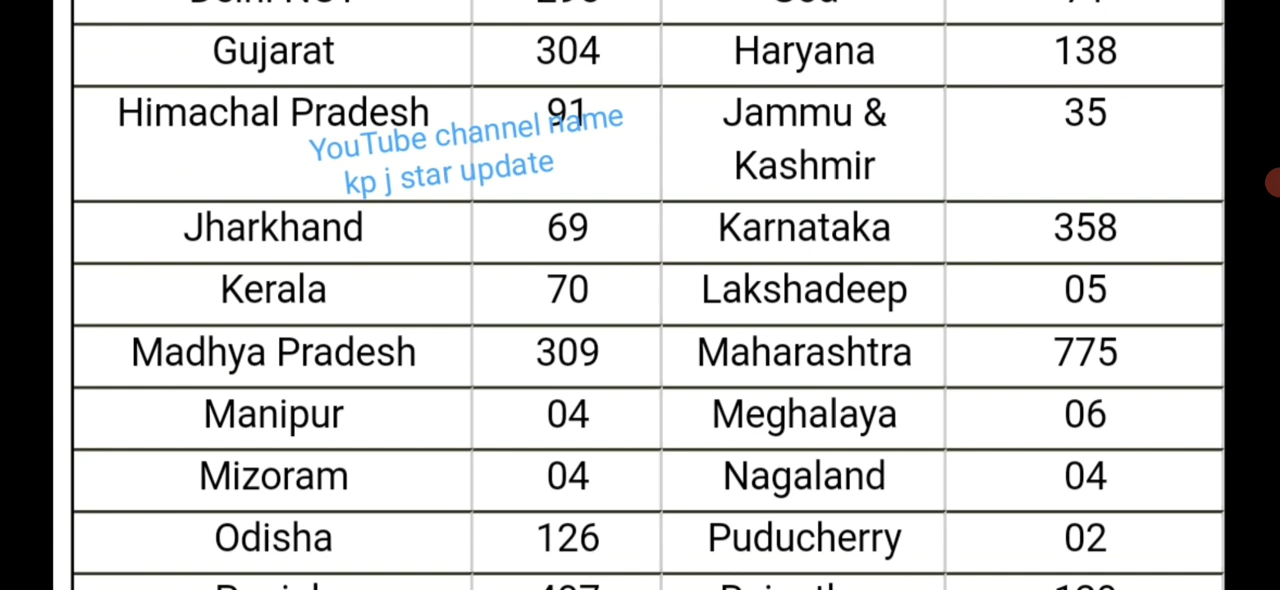 Gujarat 304 Haryana 138
Himachal Pradesh 91 Jammu & 35
Kashmir
YouTube channel name
kp j star update
Jharkhand 69 Karnataka 358
Kerala 70 Lakshadeep 05
Madhya Pradesh 309 Maharashtra 775
Manipur 04 Meghalaya 06
Mizoram 04 Nagaland 04
Odisha 126 Puducherry 02